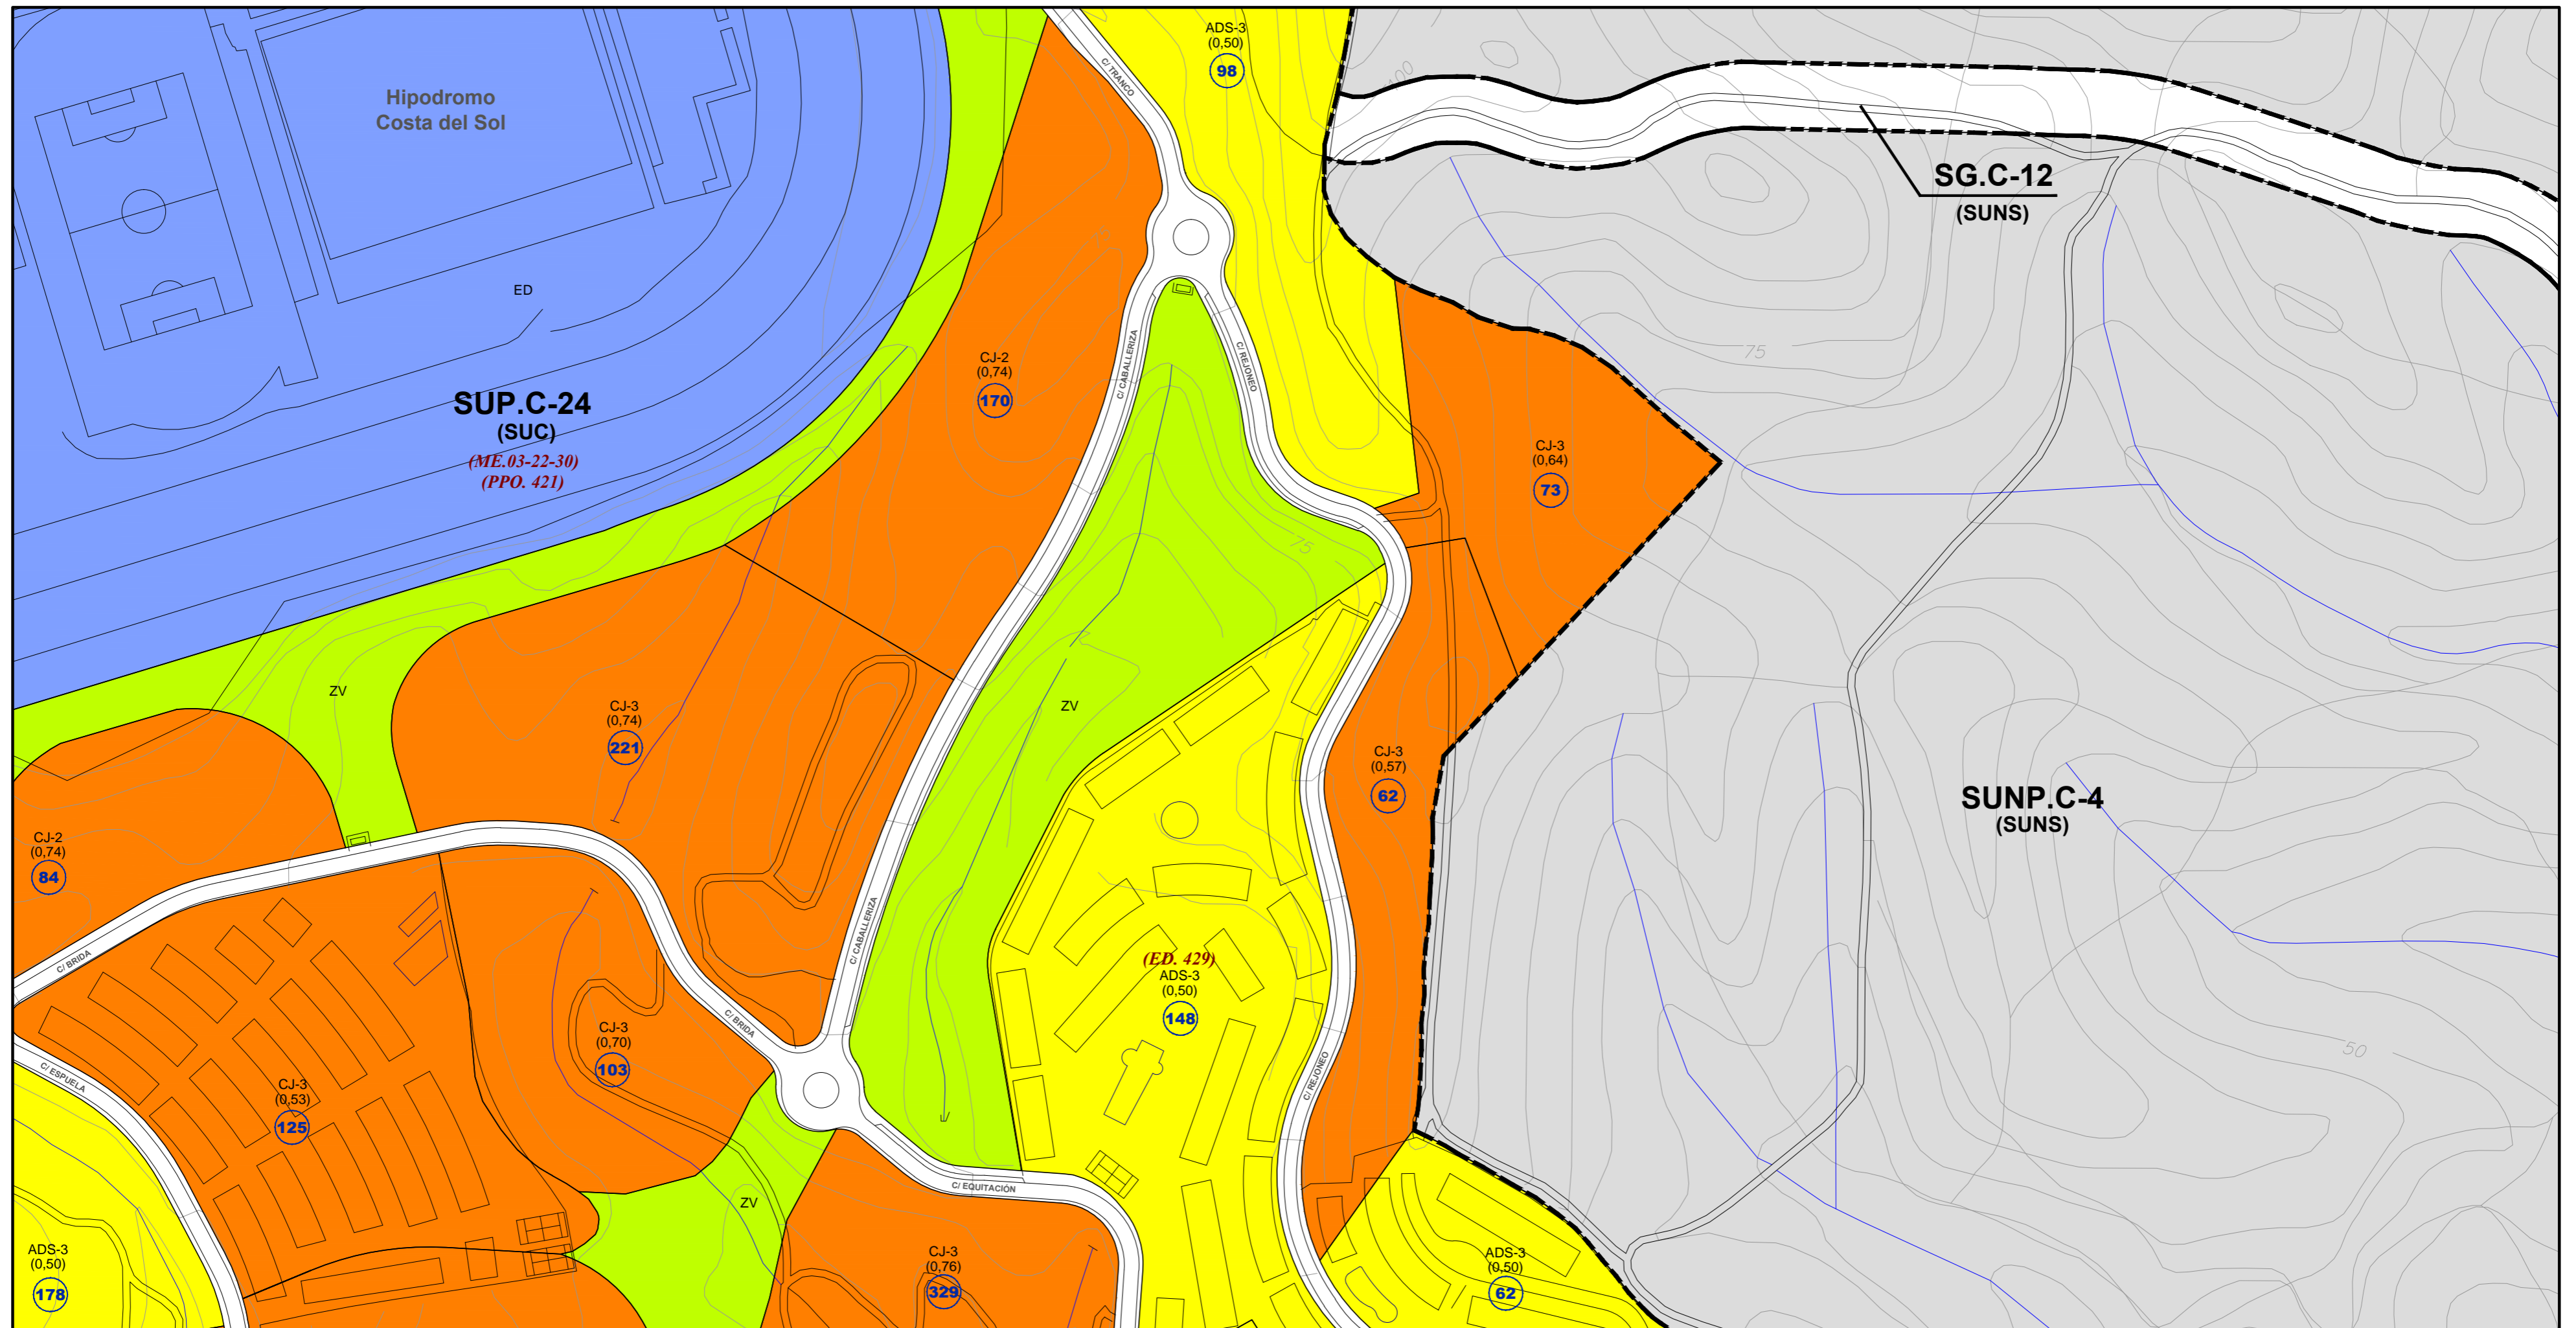 ADS-3
(0,50)
98
C/ TRANCO
100
Hipodromo
Costa del Sol
SG.C-12
(SUNS)
ED
C/ CABALLERIZA
C/ REJONEO
75
75
CJ-2
(0,74)
170
SUP.C-24
(SUC)
(ME.03-22-30)
(PPO. 421)
CJ-3
(0,64)
73
75
ZV
ZV
CJ-3
(0,74)
221
CJ-3
(0,57)
62
SUNP.C-4
(SUNS)
CJ-2
(0,74)
84
C/ BRIDA
C/ CABALLERIZA
(ED. 429)
ADS-3
(0,50)
148
C/ BRIDA
CJ-3
(0,70)
103
C/ ESPUELA
CJ-3
(0,53)
125
C/ REJONEO
50
C/ EQUITACIÓN
ZV
ADS-3
(0,50)
178
CJ-3
(0,76)
329
ADS-3
(0,50)
62